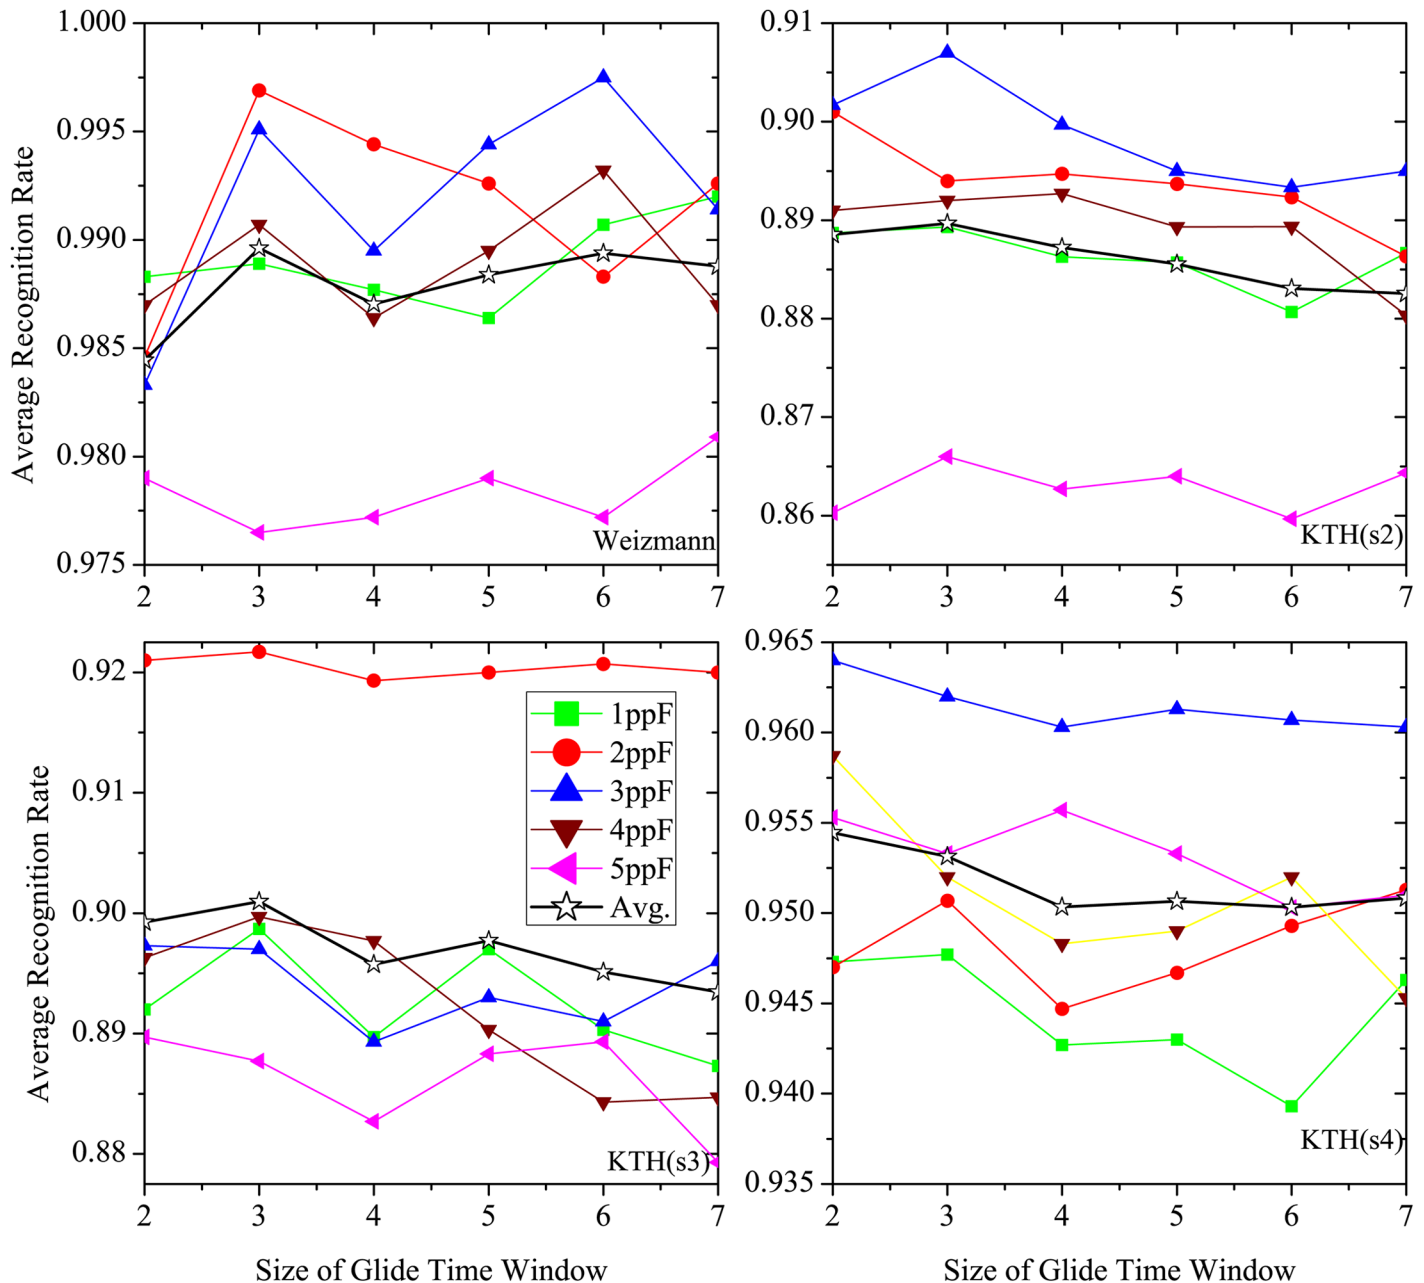 1.000
0.995
0.990
0.985
0.980
0.975
Average Recognition Rate
2 3 4 5 6 7
Weizmann
0.91
0.90
0.89
0.88
0.87
0.86
2 3 4 5 6 7
KTH(s2)
0.92
0.91
0.90
0.89
0.88
Average Recognition Rate
1ppF
2ppF
3ppF
4ppF
5ppF
Avg.
KTH(s3)
2 3 4 5 6 7
Size of Glide Time Window
0.965
0.960
0.955
0.950
0.945
0.940
0.935
KTH(s4)
2 3 4 5 6 7
Size of Glide Time Window